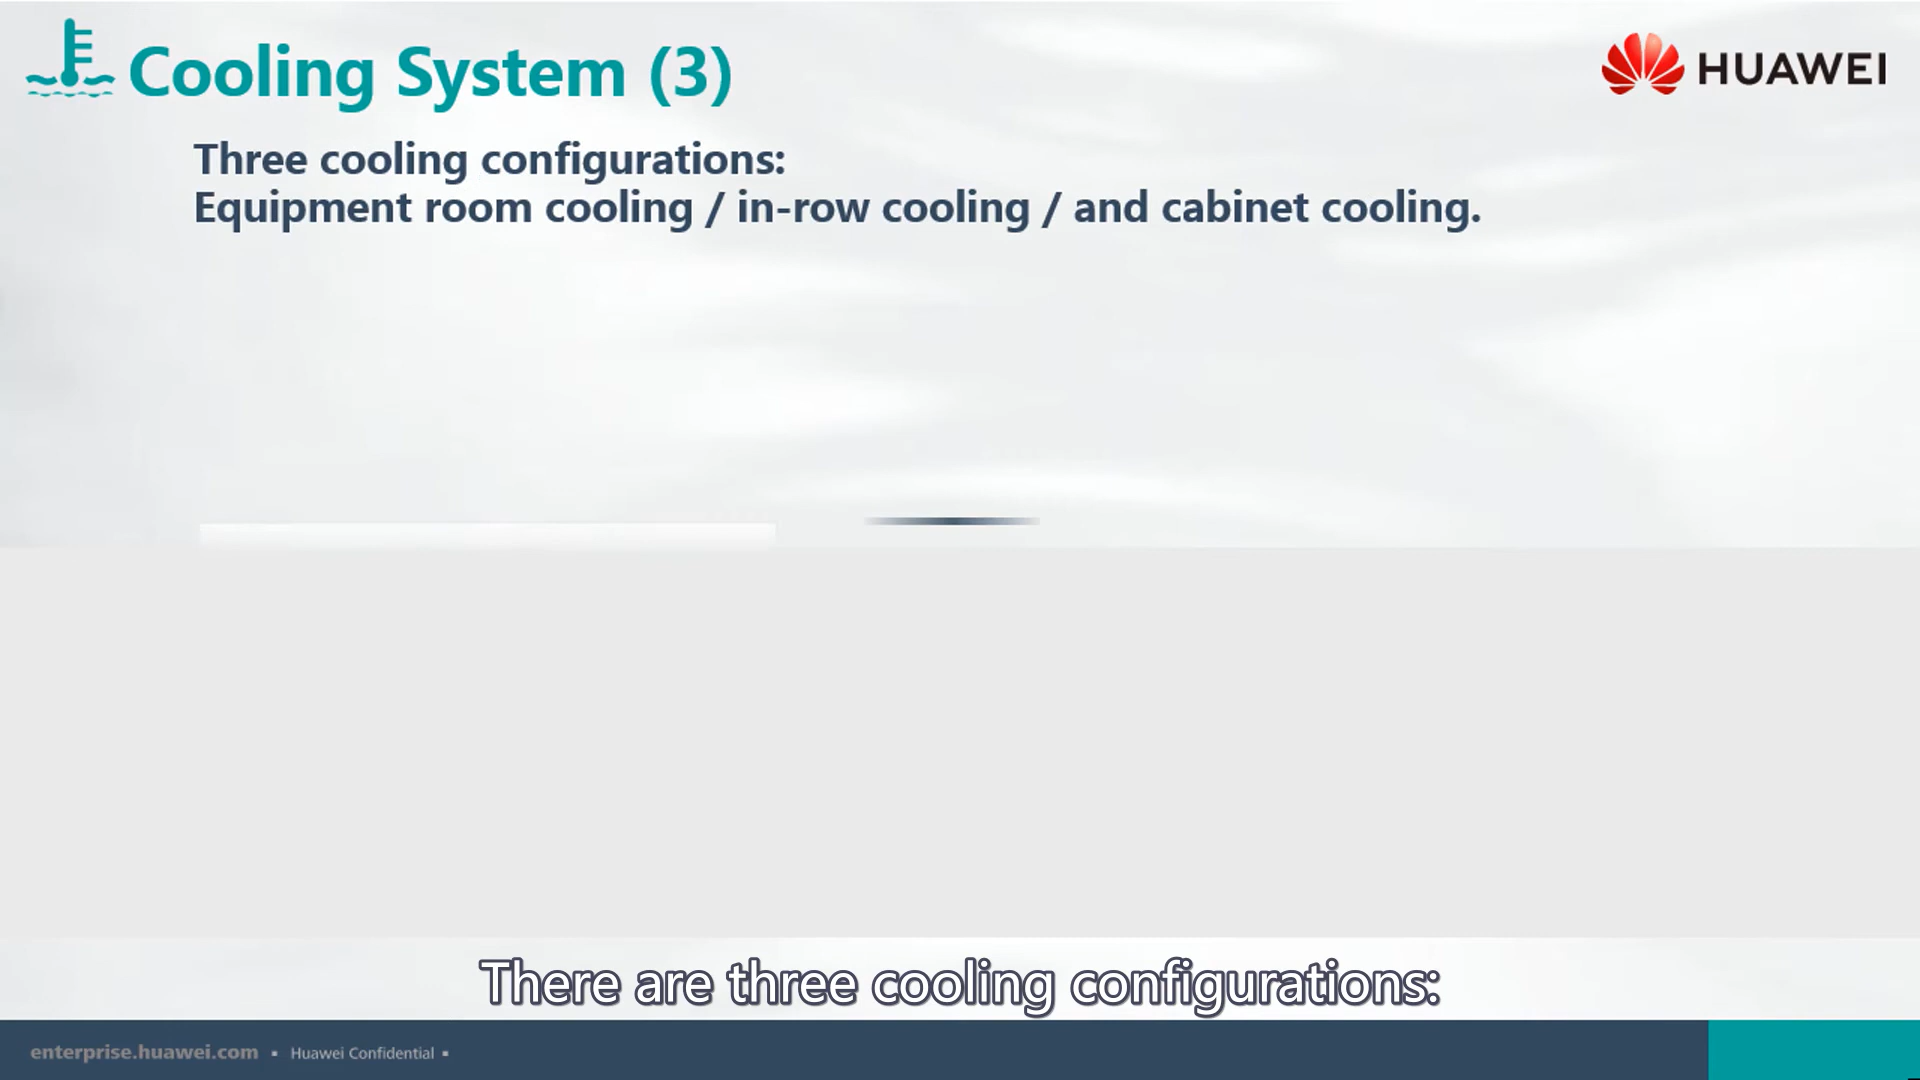 Cooling System (3)
HUAWEI
Three cooling configurations:
Equipment room cooling / in-row cooling / and cabinet cooling.
There are three cooling configurations:
enterprise.huawei.com ▪ Huawei Confidential ▪